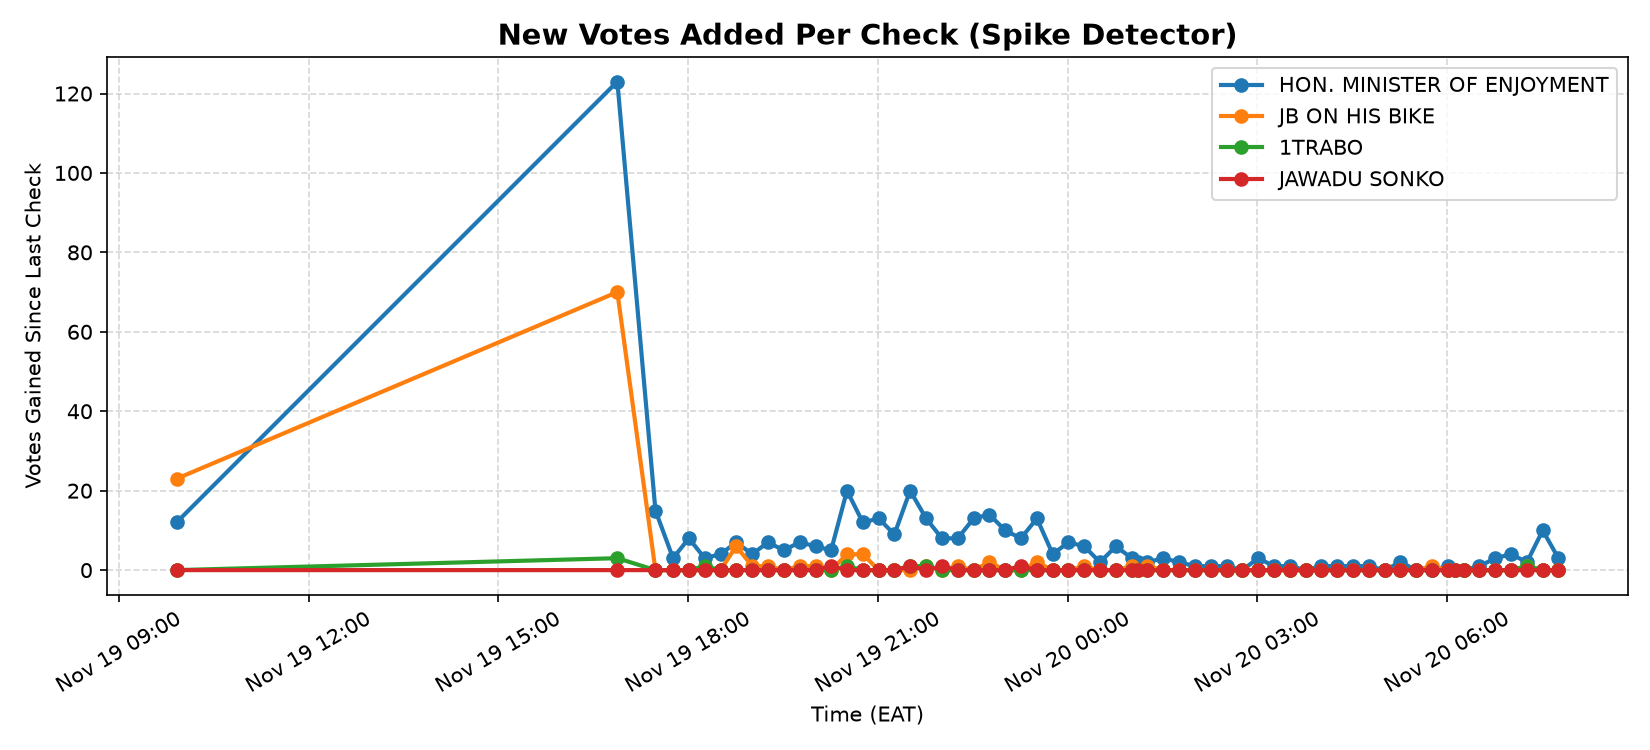 New Votes Added Per Check (Spike Detector)
HON. MINISTER OF ENJOYMENT
JB ON HIS BIKE
1TRABO
JAWADU SONKO
Votes Gained Since Last Check
120
100
80
60
40
20
0
Nov 19 09:00
Nov 19 12:00
Nov 19 15:00
Nov 19 18:00
Nov 19 21:00
Nov 20 00:00
Nov 20 03:00
Nov 20 06:00
Time (EAT)